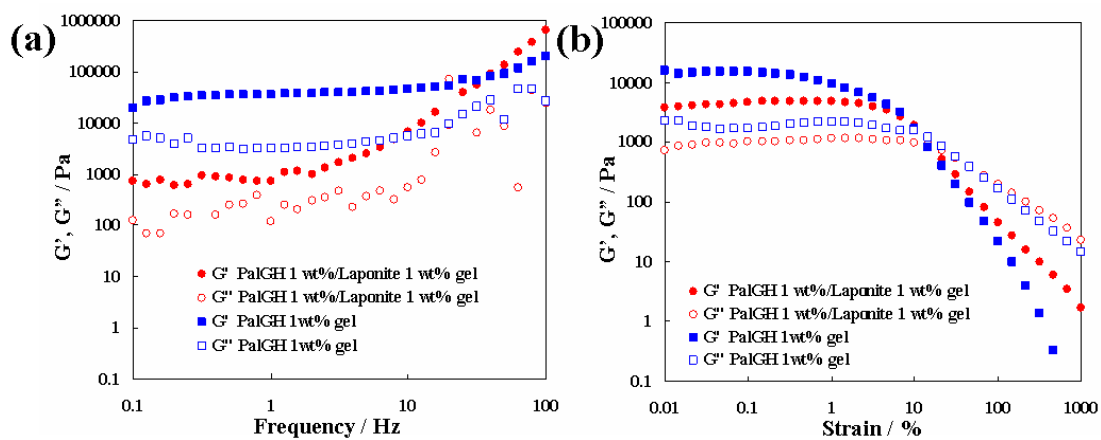 (a)
G', G'' / Pa
1000000
100000
10000
1000
100
10
1
0.1
G' PalGH 1 wt%/Laponite 1 wt% gel
G'' PalGH 1 wt%/Laponite 1 wt% gel
G' PalGH 1wt% gel
G'' PalGH 1wt% gel
0.1 1 10 100
Frequency / Hz
(b)
G', G'' / Pa
100000
10000
1000
100
10
1
0.1
G' PalGH 1 wt%/Laponite 1 wt% gel
G'' PalGH 1 wt%/Laponite 1 wt% gel
G' PalGH 1wt% gel
G'' PalGH 1wt% gel
0.01 0.1 1 10 100 1000
Strain / %